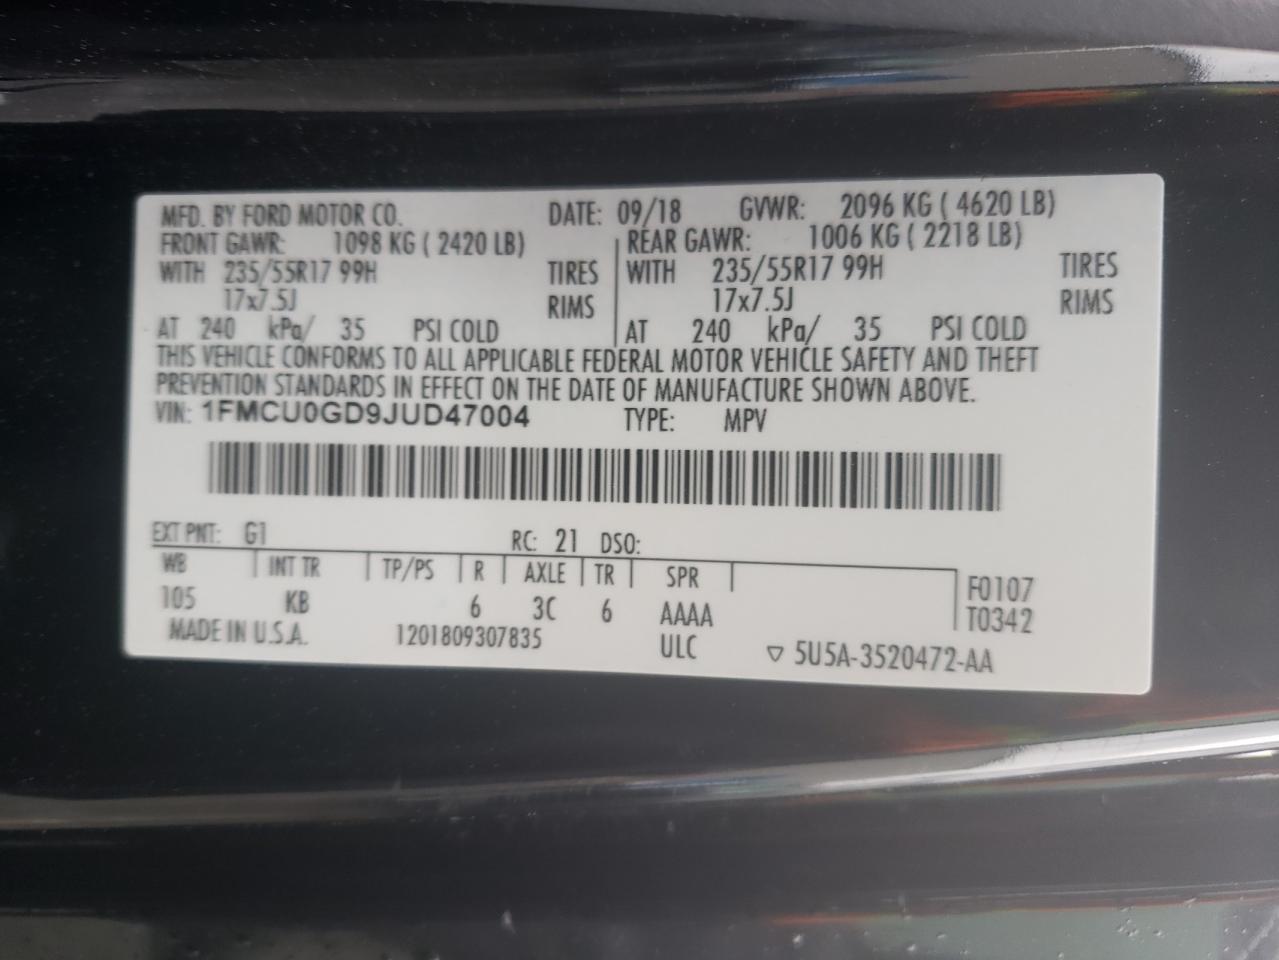 MFD. BY FORD MOTOR CO. DATE: 09/18 GVWR: 2096 KG ( 4620 LB)
FRONT GAWR: 1098 KG ( 2420 LB) REAR GAWR: 1006 KG ( 2218 LB)
WITH 235/55R17 99H TIRES WITH 235/55R17 99H TIRES
17x7.5J RIMS 17x7.5J RIMS
AT 240 kPa/ 35 PSI COLD AT 240 kPa/ 35 PSI COLD
THIS VEHICLE CONFORMS TO ALL APPLICABLE FEDERAL MOTOR VEHICLE SAFETY AND THEFT
PREVENTION STANDARDS IN EFFECT ON THE DATE OF MANUFACTURE SHOWN ABOVE.
VIN: 1FMCU0GD9JUD47004 TYPE: MPV
EXT PNT: G1 RC: 21 DSO:
WB INT TR TP/PS R AXLE TR SPR F0107
105 KB 6 3C 6 AAAA T0342
MADE IN U.S.A. 1201809307835 ULC ▽ 5U5A-3520472-AA